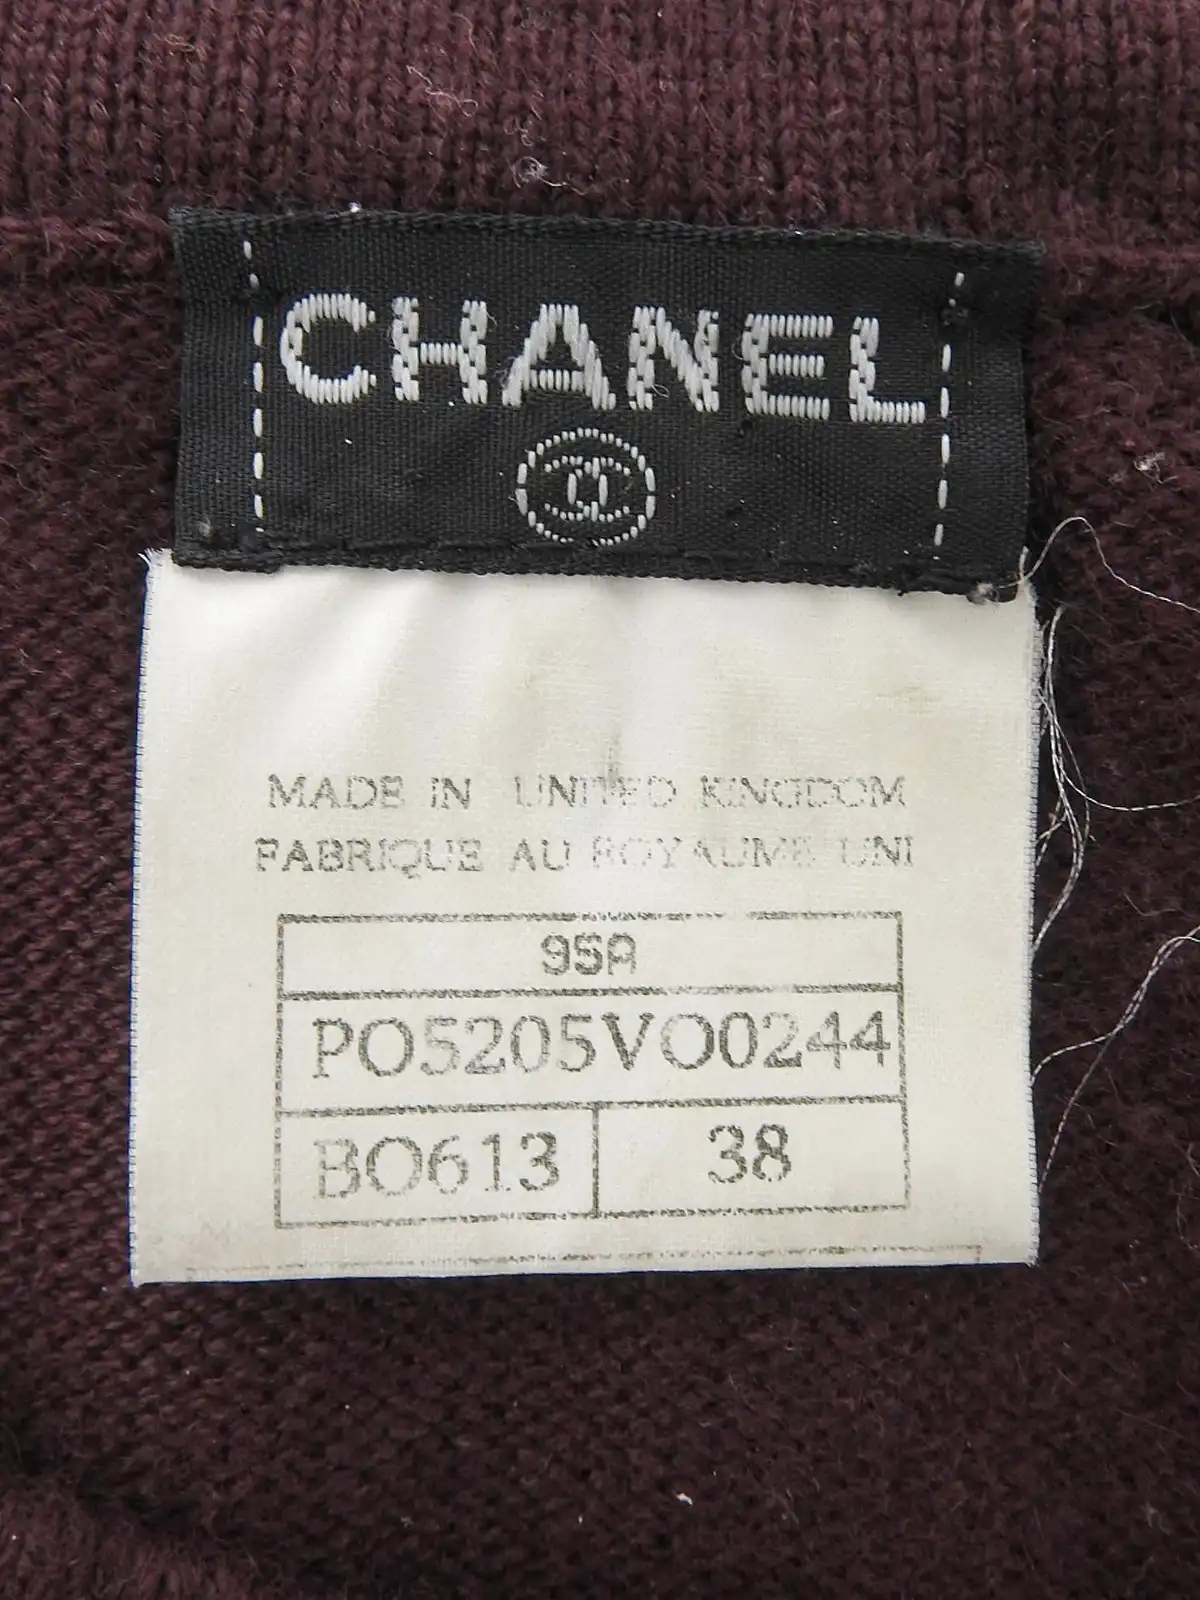 CHANEL
MADE IN UNITED KINGDOM
FABRIQUE AU ROYAUME UNI
95A
PO5205VO0244
BO613 38